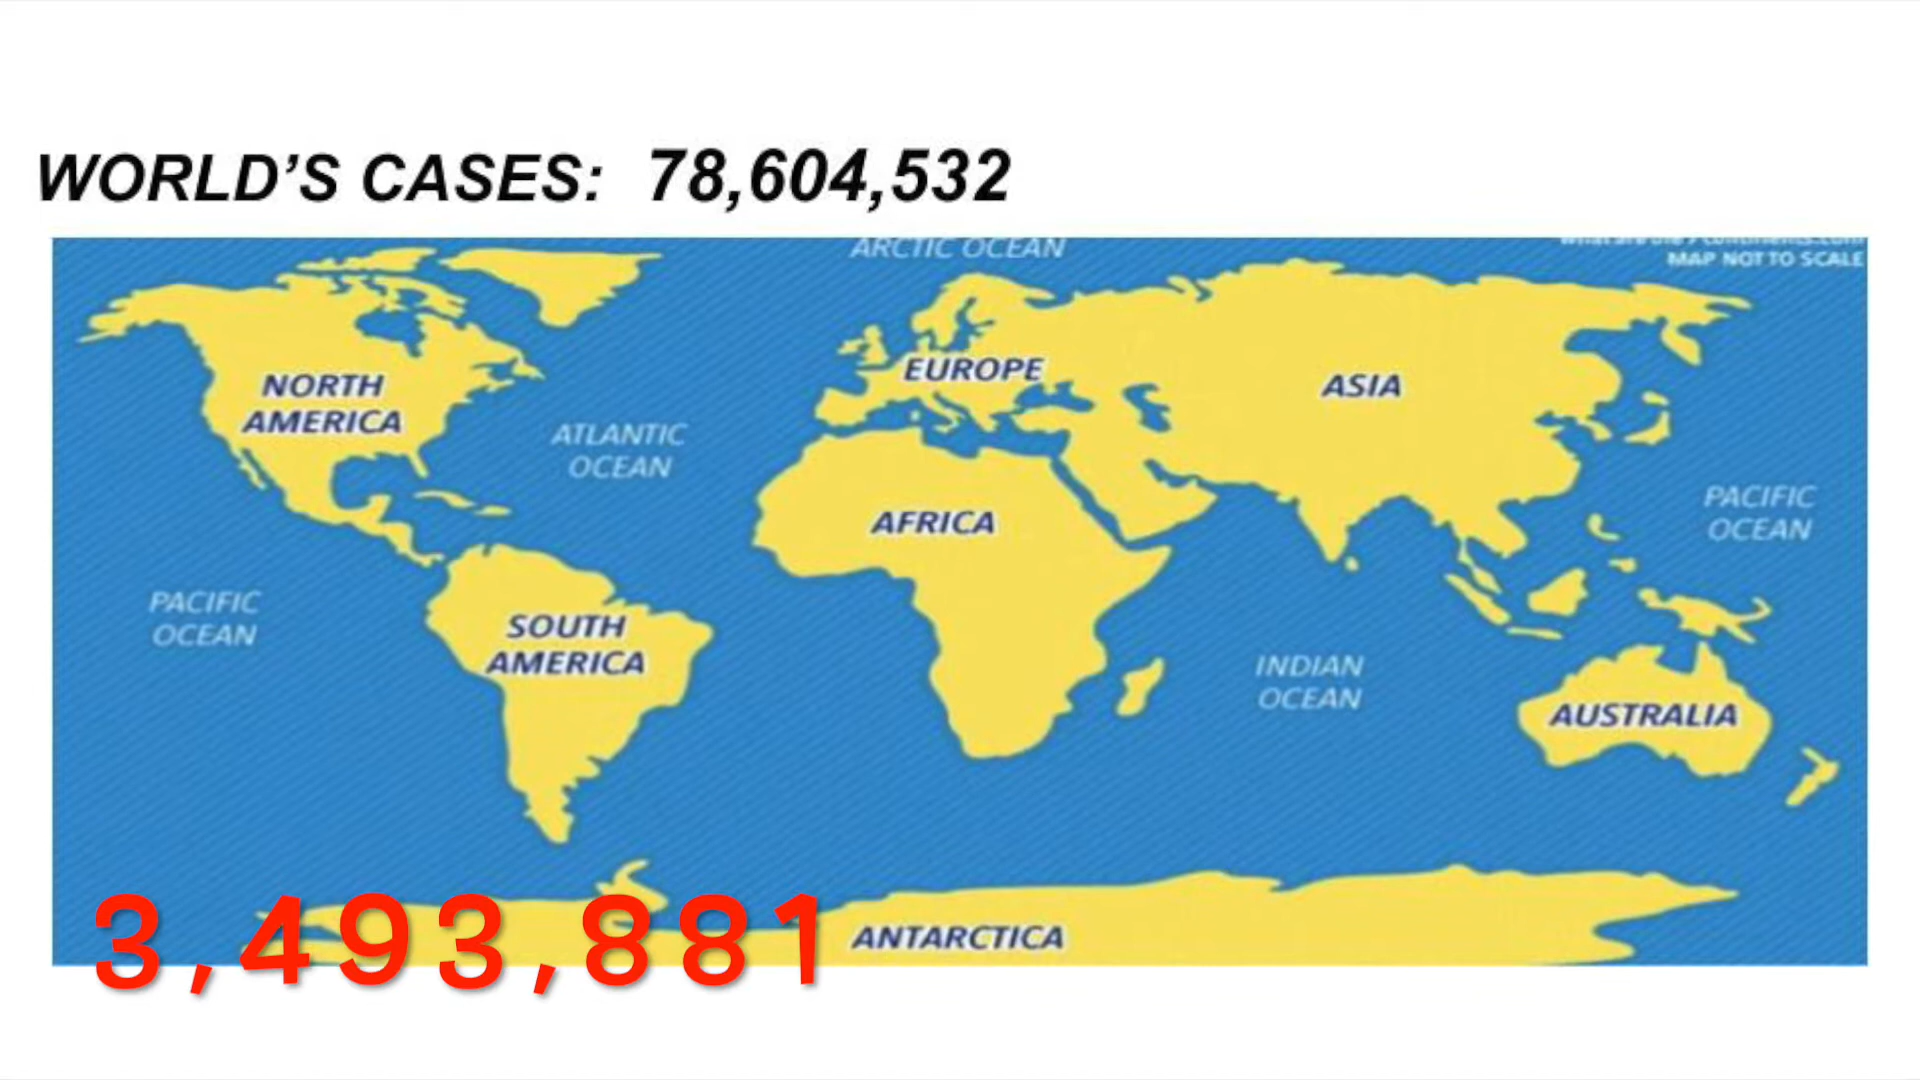 WORLD'S CASES: 78,604,532
ARCTIC OCEAN
MAP NOT TO SCALE
NORTH
AMERICA
EUROPE
ASIA
ATLANTIC
OCEAN
PACIFIC
OCEAN
AFRICA
PACIFIC
OCEAN
SOUTH
AMERICA
INDIAN
OCEAN
AUSTRALIA
3,493,881
ANTARCTICA